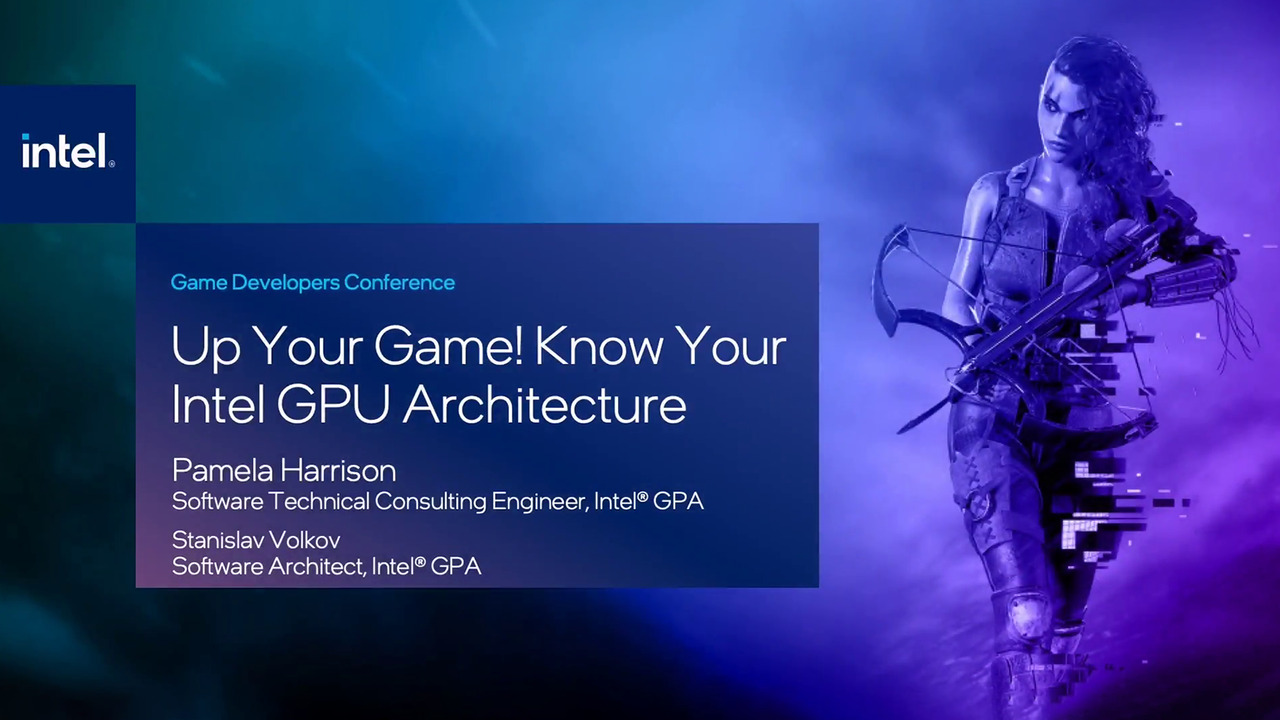 intel®
Game Developers Conference
Up Your Game! Know Your
Intel GPU Architecture
Pamela Harrison
Software Technical Consulting Engineer, Intel® GPA
Stanislav Volkov
Software Architect, Intel® GPA